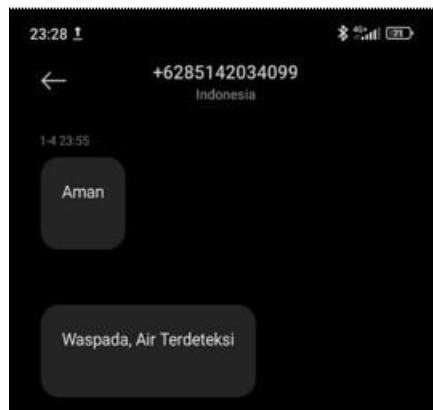 23:28
+6285142034099
Indonesia
1-4 23:55
Aman
Waspada, Air Terdeteksi